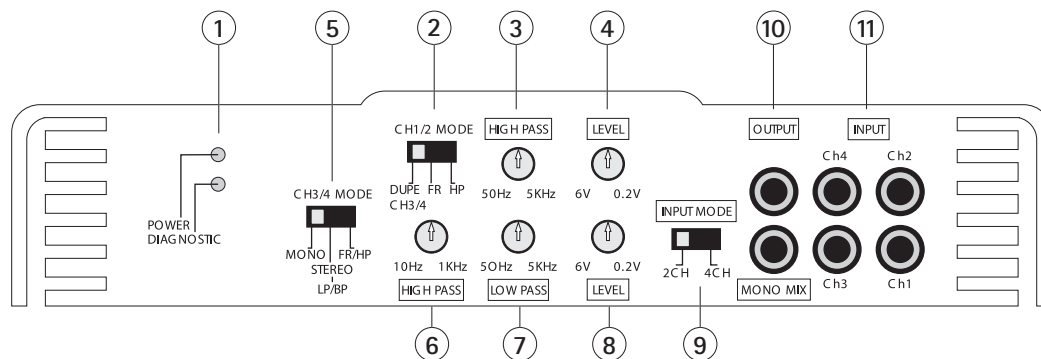 1
5
2
3
4
10
11
CH1/2 MODE
HIGH PASS
LEVEL
OUTPUT
INPUT
Ch4
Ch2
50Hz
5KHz
6V
0.2V
DUPE
FR
HP
CH3/4
CH3/4 MODE
POWER
DIAGNOSTIC
MONO
FR/HP
STEREO
LP/BP
INPUT MODE
2CH
4CH
10Hz
1KHz
50Hz
5KHz
6V
0.2V
HIGH PASS
LOW PASS
LEVEL
MONO MIX
Ch3
Ch1
6
7
8
9